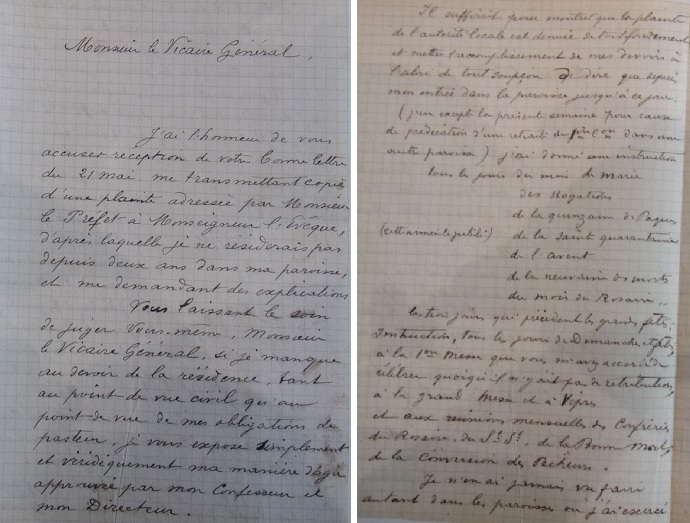 Monsieur le Vicaire Général,
J'ai l'honneur de vous
accuser réception de votre bonne lettre
du 21 mai, me transmettant copie
d'une plainte adressée par Monsieur
le Préfet à Monseigneur l'Evêque,
d'après laquelle je ne résiderais pas
depuis deux ans dans ma paroisse,
et me demandant des explications
Vous laissant le soin
de juger Vous-même, Monsieur
le Vicaire Général, si je manque
au devoir de la résidence, tant
au point de vue civil qu'au
point de vue de mes obligations de
pasteur, je vous expose simplement
et véridiquement ma manière d'agir
approuvée par mon Confesseur et
mon Directeur.
Il suffirait pour montrer que la plainte
de l'autorité locale est dénuée de tout fondement
et mettre l'accomplissement de mes devoirs à
l'abri de tout soupçon de dire que depuis
mon entrée dans la paroisse jusqu'à ce jour
(j'en excepte la présente semaine pour cause
de prédication d'une retraite de dans une
autre paroisse) j'ai donné une instruction
tous les jours du mois de Marie
des Rogations
de la quinzaine de Pâques
(cette année le jubilé) de la Sainte quarantaine
de l'avent
de la neuvaine des morts
du mois du Rosaire,
les trois jours qui précèdent les grandes fêtes
Instruction, tous les jours de Dimanche et fêtes
à la 1ère Messe que vous m'avez accordé de
célébrer quoiqu'il n'y ait pas de rétribution,
à la grand Messe et à Vêpres
et aux réunions mensuelles des Confréries
du Rosaire, du St St, de la Bonne Mort,
de la Conversion des Pécheurs.
Je n'en ai jamais vu faire
autant dans les paroisses où j'ai exercé